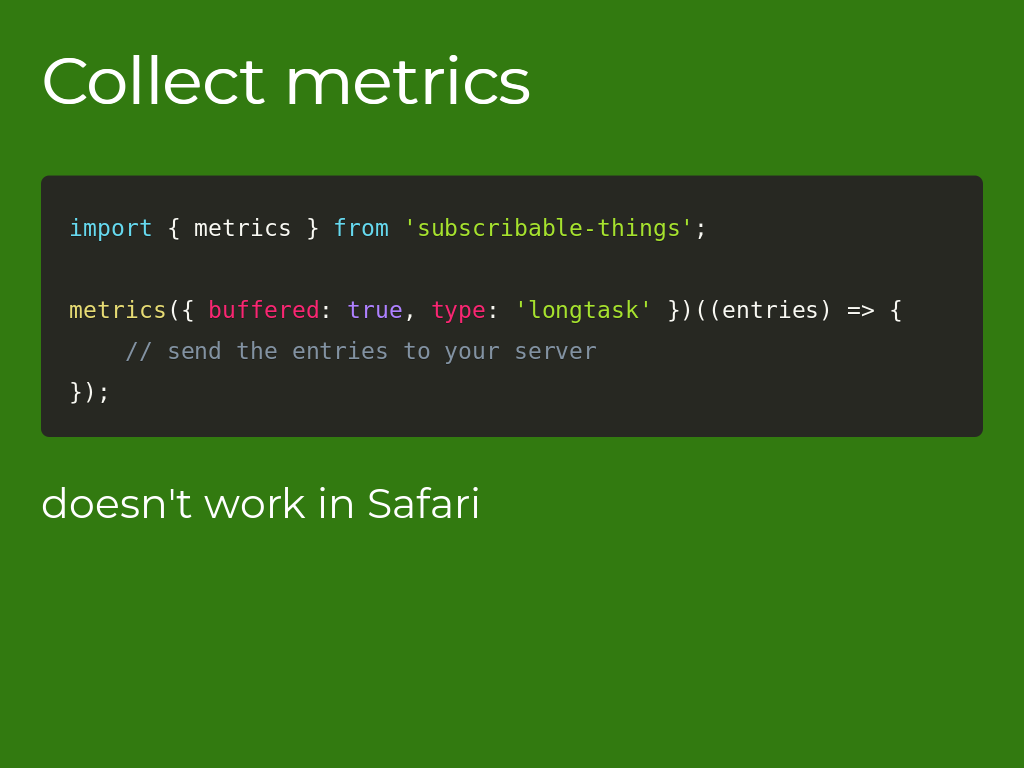 Collect metrics
import { metrics } from 'subscribable-things';
metrics({ buffered: true, type: 'longtask' })((entries) => {
    // send the entries to your server
});
doesn't work in Safari